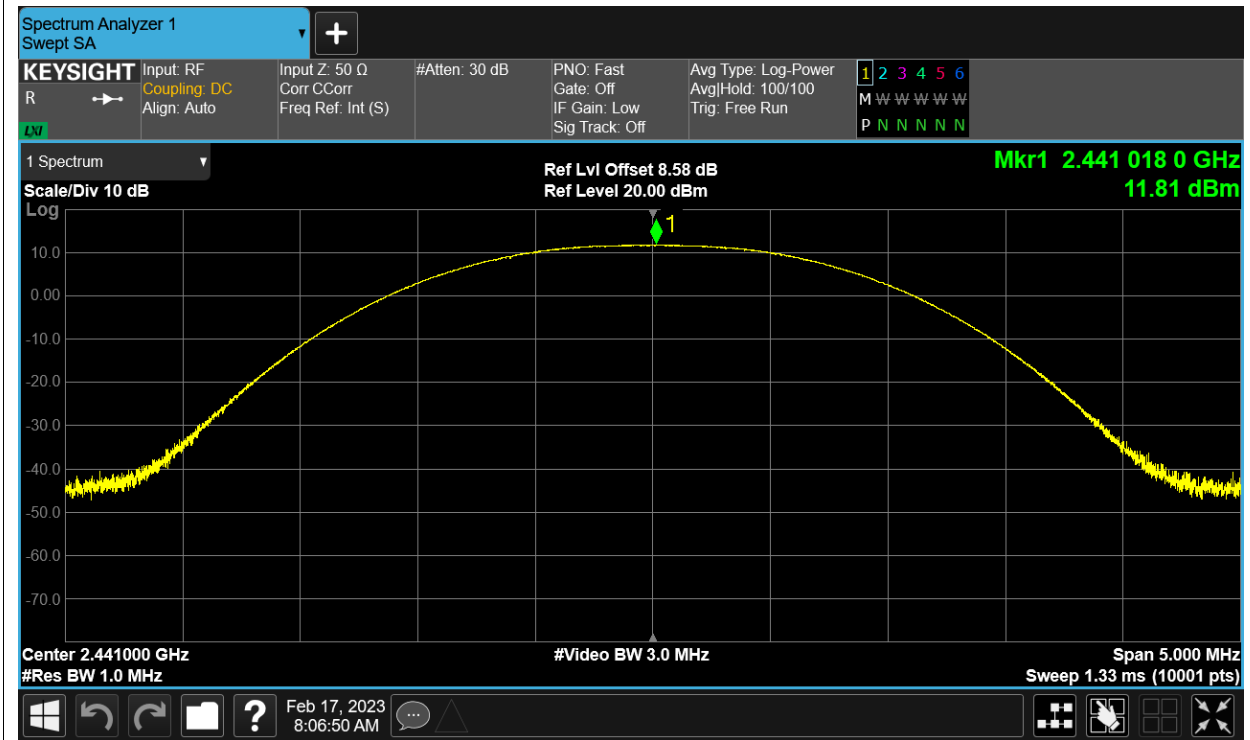 Spectrum Analyzer 1
Swept SA
KEYSIGHT
R
LXI
Input: RF
Coupling: DC
Align: Auto
Input Z: 50 Ω
Corr CCorr
Freq Ref: Int (S)
#Atten: 30 dB
PNO: Fast
Gate: Off
IF Gain: Low
Sig Track: Off
Avg Type: Log-Power
Avg|Hold: 100/100
Trig: Free Run
1 2 3 4 5 6
M W W W W W
P N N N N N
1 Spectrum
Scale/Div 10 dB
Log
Ref Lvl Offset 8.58 dB
Ref Level 20.00 dBm
Mkr1 2.441 018 0 GHz
11.81 dBm
1
10.0
0.00
-10.0
-20.0
-30.0
-40.0
-50.0
-60.0
-70.0
Center 2.441000 GHz
#Res BW 1.0 MHz
#Video BW 3.0 MHz
Span 5.000 MHz
Sweep 1.33 ms (10001 pts)
?
Feb 17, 2023
8:06:50 AM